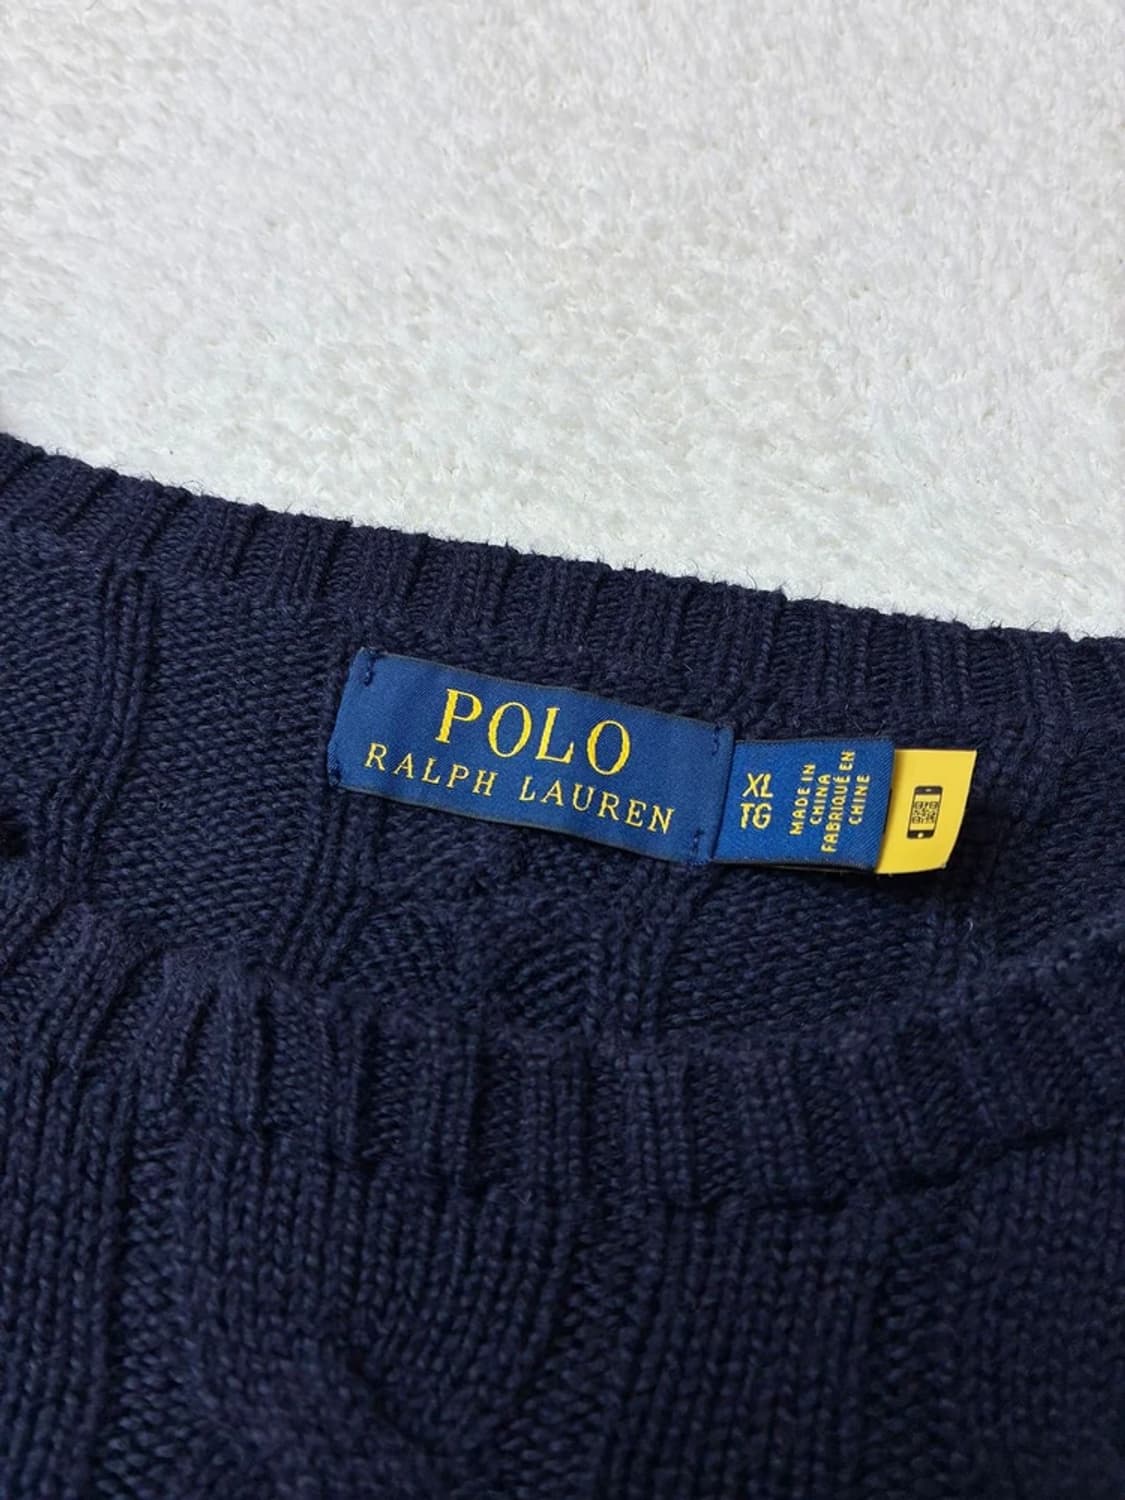 POLO
RALPH LAUREN
XL
TG
MADE IN
CHINA
FABRIQUÉ EN
CHINE